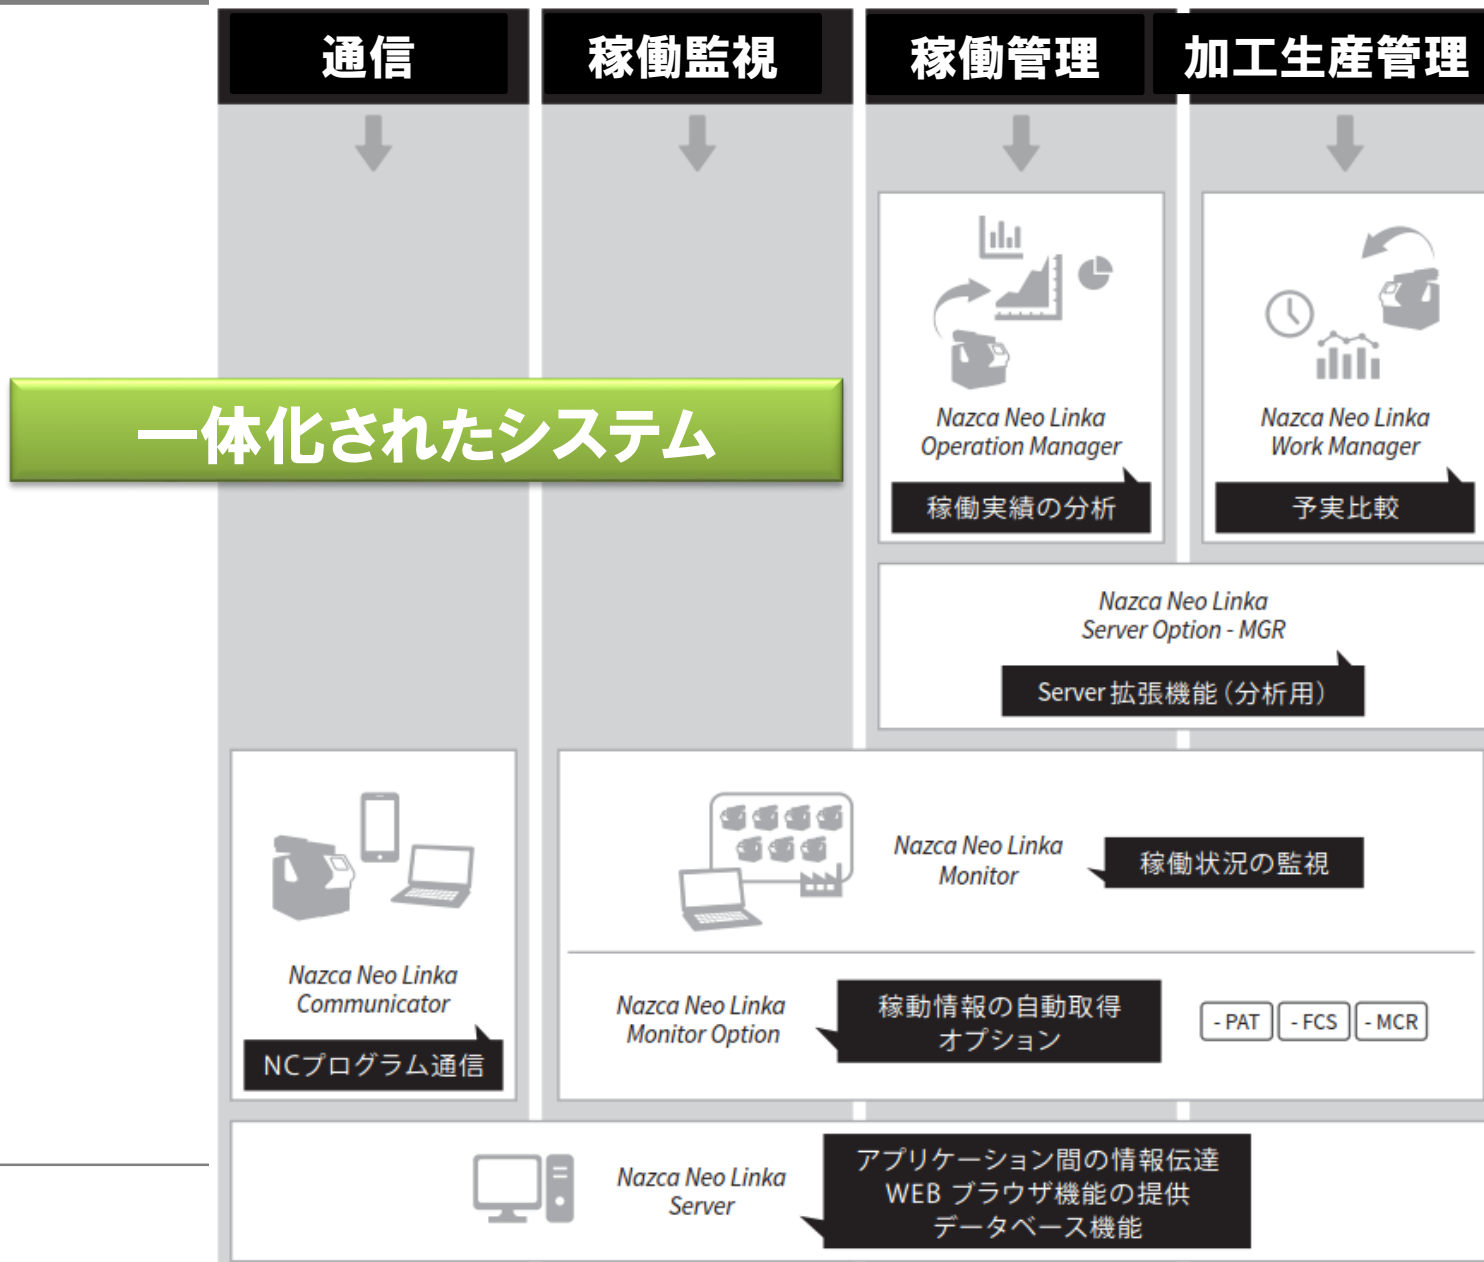 通信
稼働監視
稼働管理
加工生産管理
一体化されたシステム
Nazca Neo Linka
Operation Manager
稼働実績の分析
Nazca Neo Linka
Work Manager
予実比較
Nazca Neo Linka
Server Option - MGR
Server 拡張機能（分析用）
Nazca Neo Linka
Communicator
NCプログラム通信
Nazca Neo Linka
Monitor
稼働状況の監視
Nazca Neo Linka
Monitor Option
稼動情報の自動取得
オプション
- PAT
- FCS
- MCR
Nazca Neo Linka
Server
アプリケーション間の情報伝達
WEB ブラウザ機能の提供
データベース機能